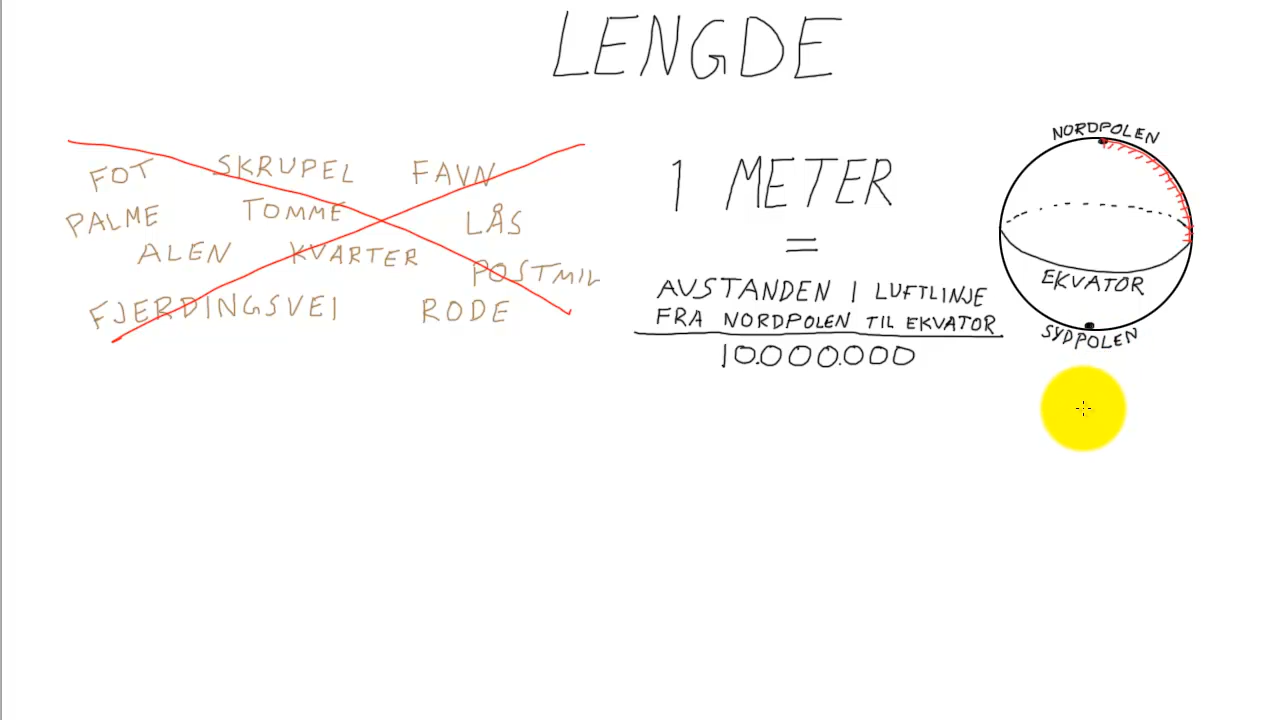 LENGDE
FOT SKRUPEL FAVN
PALME TOMME LÅS
ALEN KVARTER POSTMIL
FJERDINGSVEI RODE
1 METER
=
AVSTANDEN I LUFTLINJE
FRA NORDPOLEN TIL EKVATOR
10.000.000
NORDPOLEN
EKVATOR
SYDPOLEN